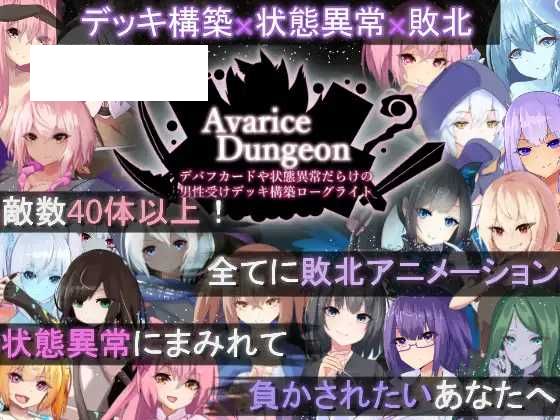 デッキ構築×状態異常×敗北
Avarice
Dungeon
デバフカードや状態異常だらけの
男性受けデッキ構築ローグライト
敵数40体以上！
全てに敗北アニメーション
状態異常にまみれて
負かされたいあなたへ